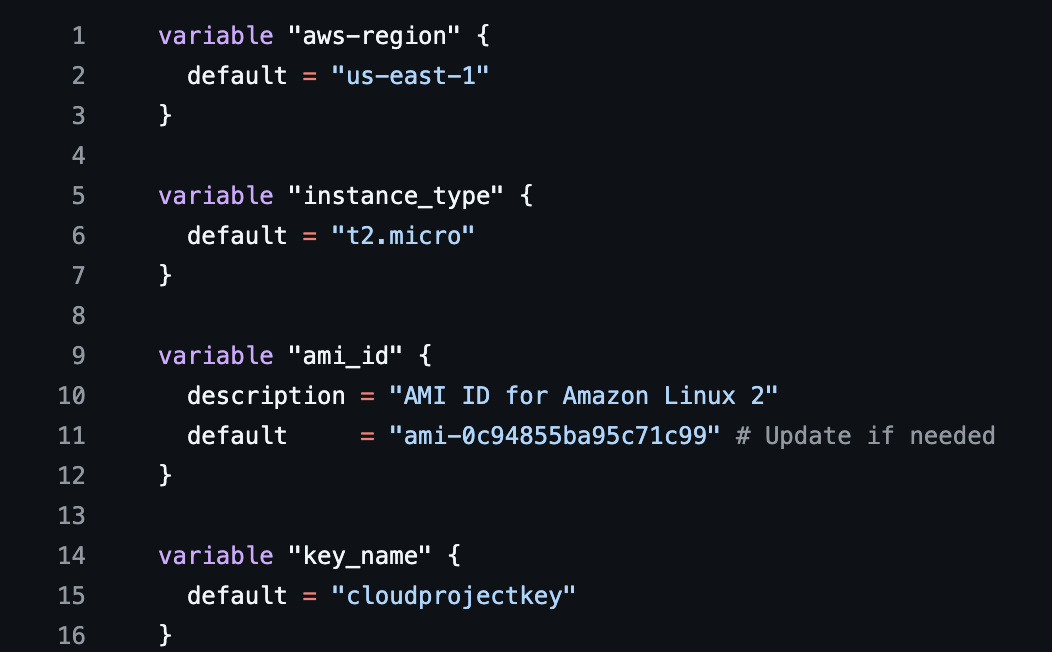 1 variable "aws-region" {
2   default = "us-east-1"
3 }
4
5 variable "instance_type" {
6   default = "t2.micro"
7 }
8
9 variable "ami_id" {
10   description = "AMI ID for Amazon Linux 2"
11   default     = "ami-0c94855ba95c71c99" # Update if needed
12 }
13
14 variable "key_name" {
15   default = "cloudprojectkey"
16 }